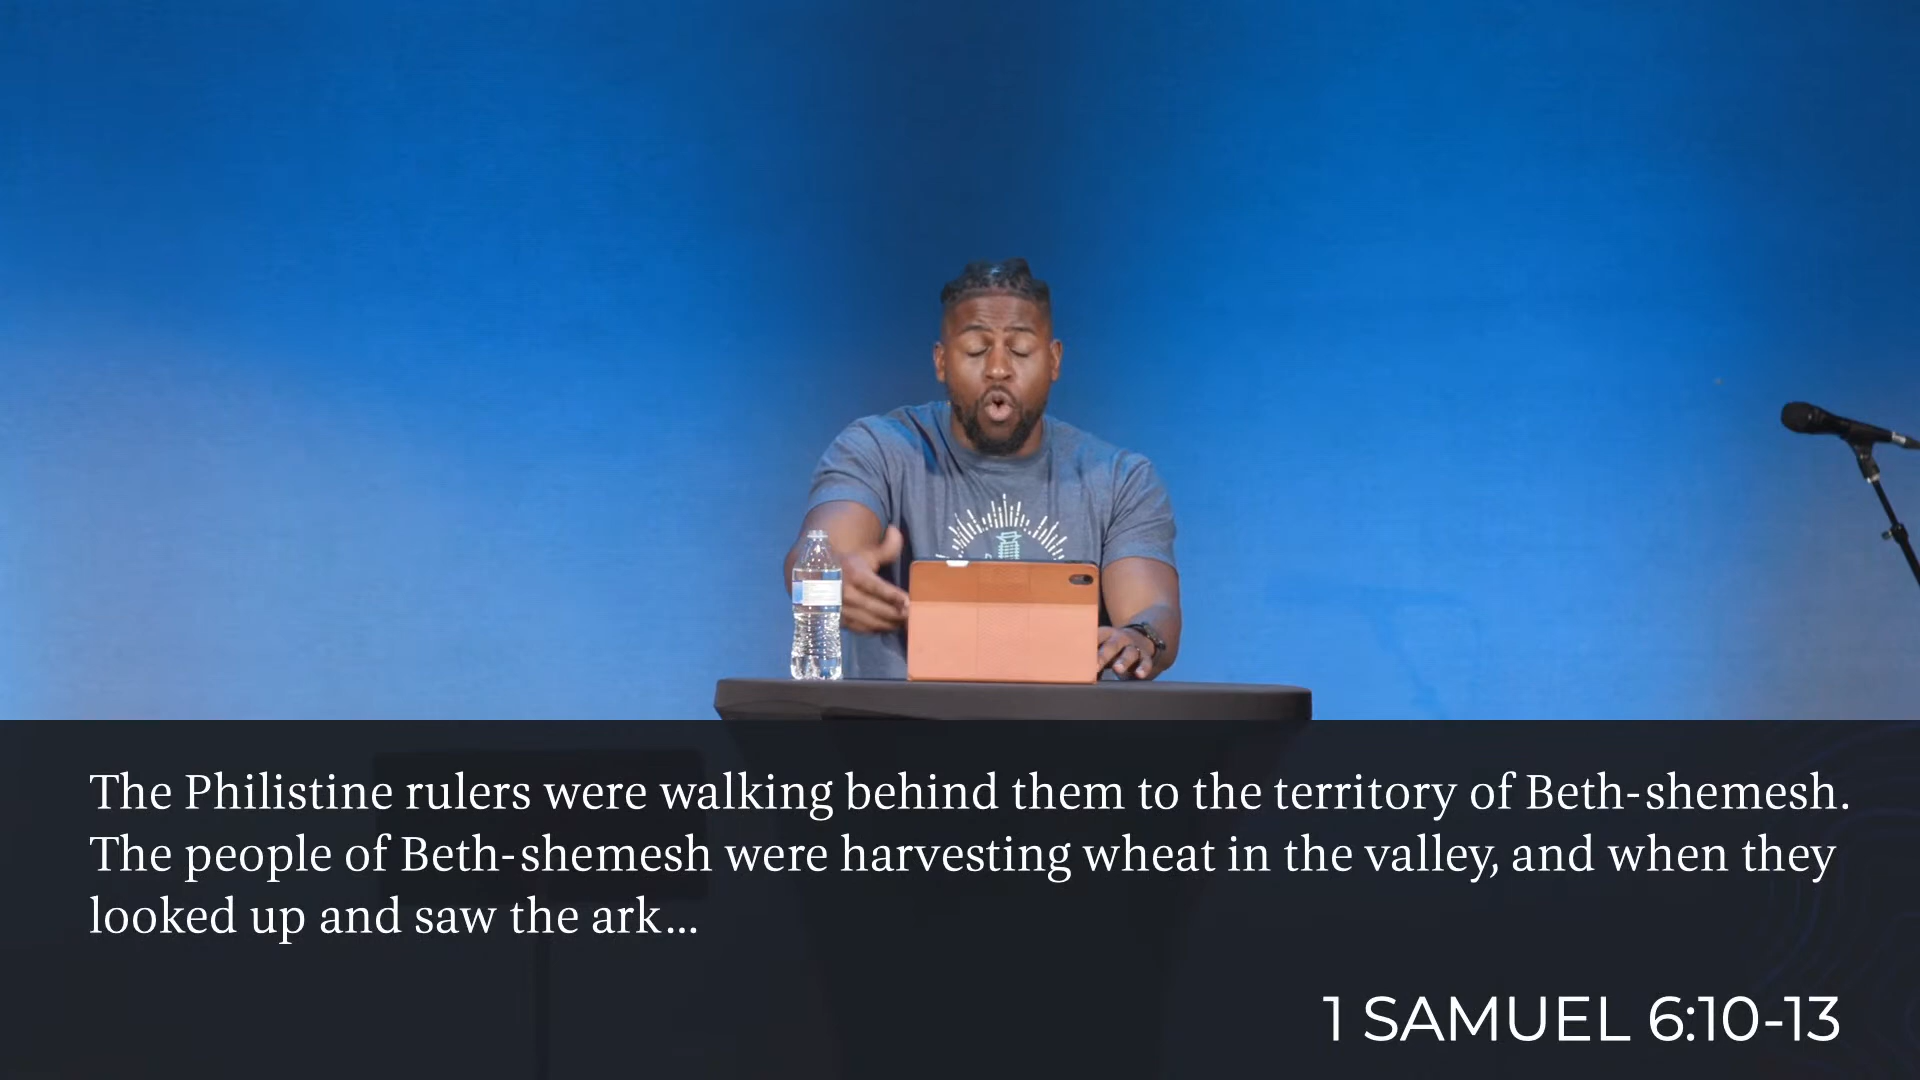 The Philistine rulers were walking behind them to the territory of Beth-shemesh.
The people of Beth-shemesh were harvesting wheat in the valley, and when they
looked up and saw the ark...
1 SAMUEL 6:10-13